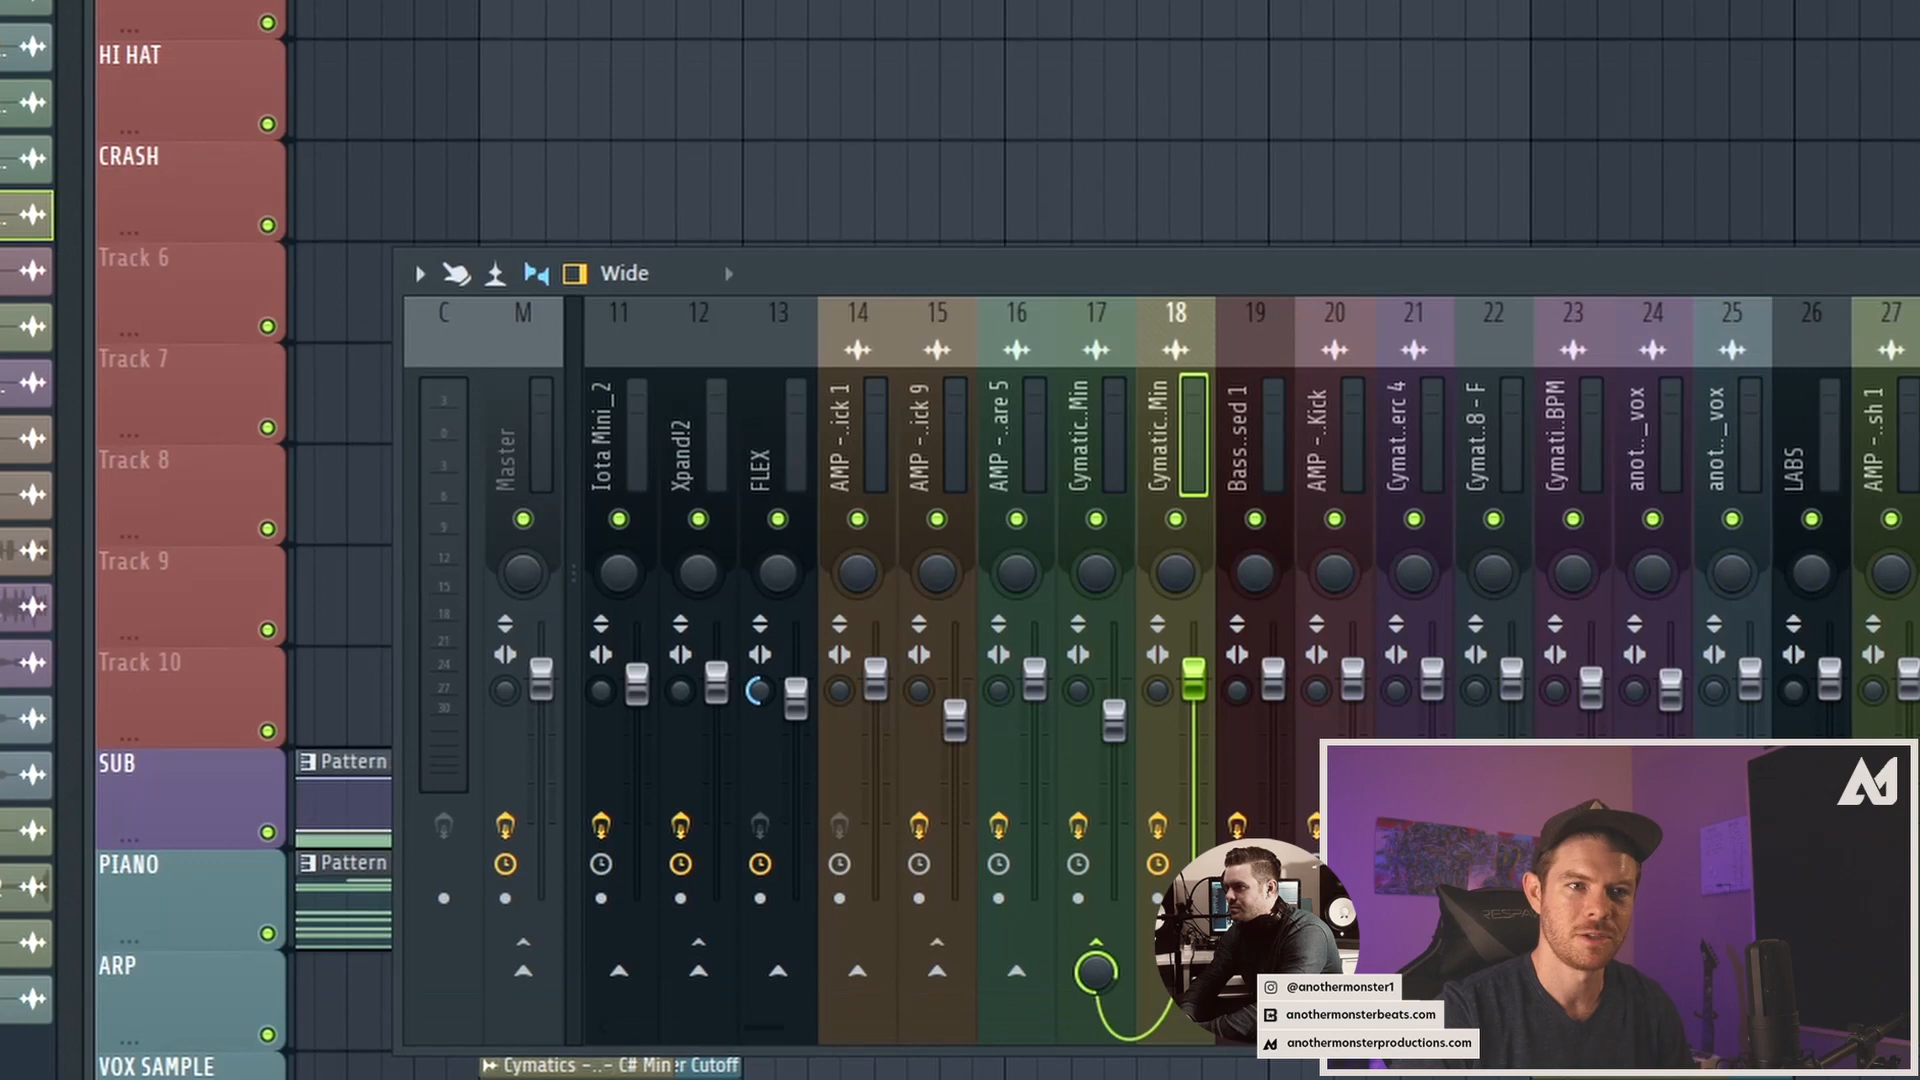 HI HAT
CRASH
Track 6
Track 7
Track 8
Track 9
Track 10
SUB
Pattern
PIANO
Pattern
ARP
VOX SAMPLE
Wide
C M 11 12 13 14 15 16 17 18 19 20 21 22 23 24 25 26 27
3
0
3
6
9
12
15
18
21
24
27
30
Master
Iota Mini_2
Xpand!2
FLEX
AMP -..ick 1
AMP -..ick 9
AMP -..are 5
Cymatic..Min
Cymatic..Min
Bass..sed 1
AMP -..Kick
Cymat..erc 4
Cymat..8 - F
Cymati..BPM
anot.._vox
anot.._vox
LABS
AMP -..sh 1
Cymatics -..- C# Min
er Cutoff
@anothermonster1
anothermonsterbeats.com
anothermonsterproductions.com